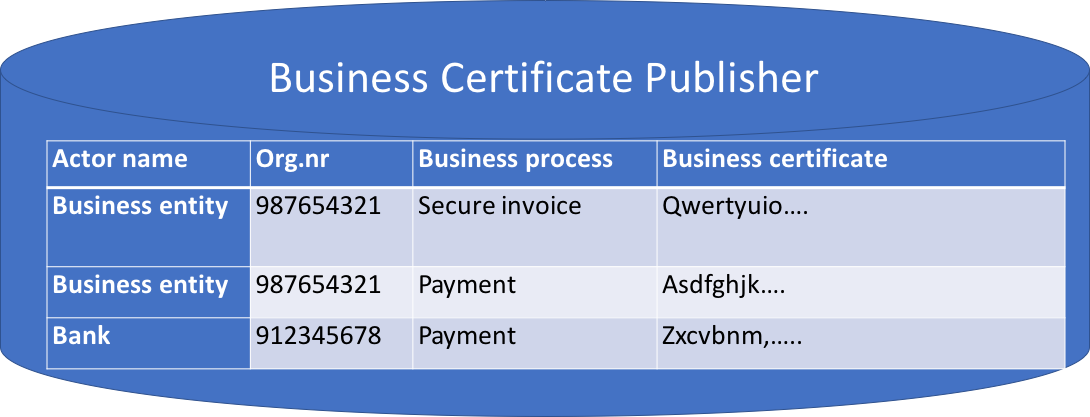 Business Certificate Publisher
Actor name Org.nr Business process Business certificate
Business entity 987654321 Secure invoice Qwertyuio….
Business entity 987654321 Payment Asdfghjk….
Bank 912345678 Payment Zxcvbnm,…..